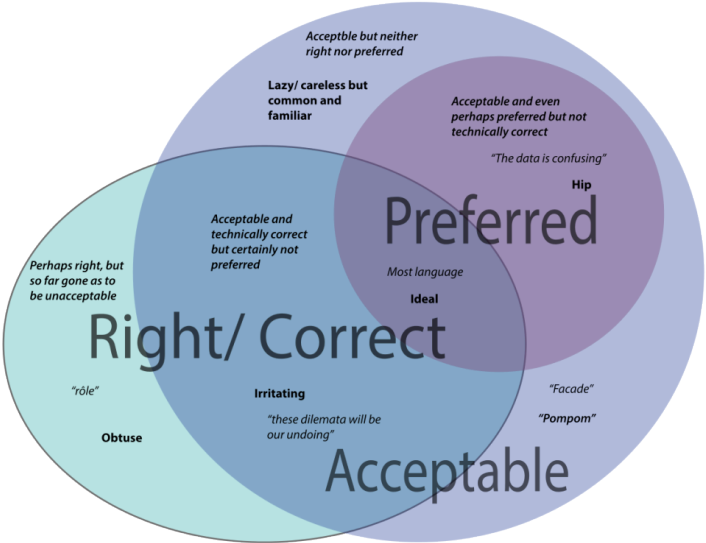 Acceptble but neither
right nor preferred
Lazy/ careless but
common and
familiar
Acceptable and even
perhaps preferred but not
technically correct
“The data is confusing”
Hip
Preferred
Acceptable and
technically correct
but certainly not
preferred
Perhaps right, but
so far gone as to
be unacceptable
Most language
Ideal
Right/ Correct
“rôle”
Obtuse
Irritating
“these dilemata will be
our undoing”
“Facade”
“Pompom”
Acceptable